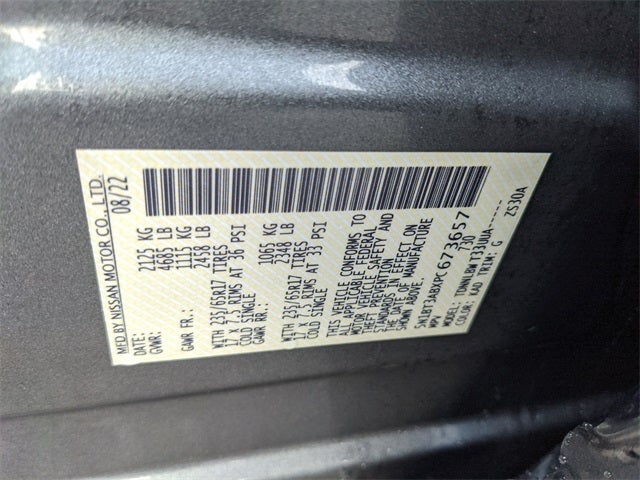 MFD BY NISSAN MOTOR CO., LTD.
DATE: 08/22
GVWR: 2125 KG
4685 LB
GAWR FR.: 1115 KG
2458 LB
WITH 235/65R17 TIRES
17 X 7.5 RIMS AT 36 PSI
COLD SINGLE
GAWR RR.: 1065 KG
2348 LB
WITH 235/65R17 TIRES
17 X 7.5 RIMS AT 33 PSI
COLD SINGLE
THIS VEHICLE CONFORMS TO
ALL APPLICABLE FEDERAL
MOTOR VEHICLE SAFETY AND
THEFT PREVENTION
STANDARDS IN EFFECT ON
THE DATE OF MANUFACTURE
SHOWN ABOVE.
5N1BT3ABXPC673657
MPV 730
COLOR: KAD TRIM: G
ZS30A